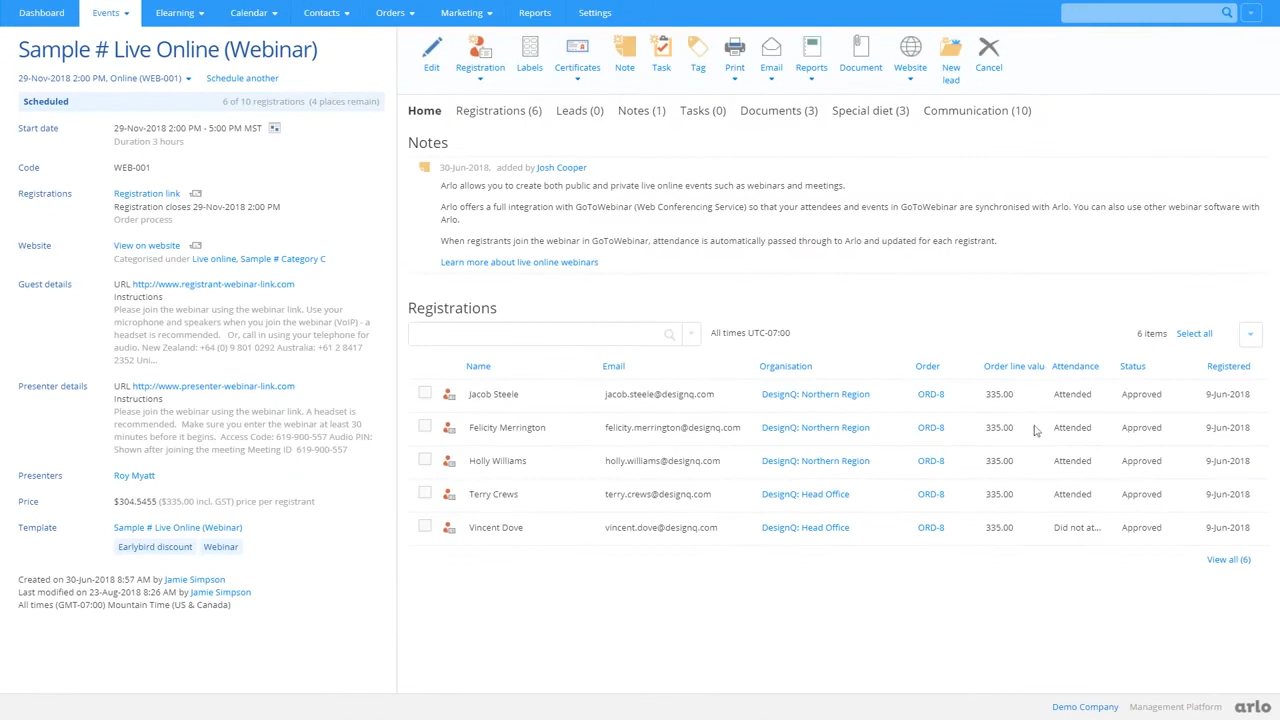 Dashboard Events Elearning Calendar Contacts Orders Marketing Reports Settings
Sample # Live Online (Webinar)
29-Nov-2018 2:00 PM, Online (WEB-001) Schedule another
Scheduled 6 of 10 registrations (4 places remain)
Start date 29-Nov-2018 2:00 PM - 5:00 PM MST
Duration 3 hours
Code WEB-001
Registrations Registration link
Registration closes 29-Nov-2018 2:00 PM
Order process
Website View on website
Categorised under Live online, Sample # Category C
Guest details URL http://www.registrant-webinar-link.com
Instructions
Please join the webinar using the webinar link. Use your
microphone and speakers when you join the webinar (VoIP) - a
headset is recommended. Or, call in using your telephone for
audio. New Zealand: +64 (0) 9 801 0292 Australia: +61 2 8417
2352 Uni...
Presenter details URL http://www.presenter-webinar-link.com
Instructions
Please join the webinar using the webinar link. A headset is
recommended. Make sure you enter the webinar at least 30
minutes before it begins. Access Code: 619-900-557 Audio PIN:
Shown after joining the meeting Meeting ID 619-900-557
Presenters Roy Myatt
Price $304.5455 ($335.00 incl. GST) price per registrant
Template Sample # Live Online (Webinar)
Earlybird discount Webinar
Created on 30-Jun-2018 8:57 AM by Jamie Simpson
Last modified on 23-Aug-2018 8:26 AM by Jamie Simpson
All times (GMT-07:00) Mountain Time (US & Canada)
Edit Registration Labels Certificates Note Task Tag Print Email Reports Document Website New lead Cancel
Home Registrations (6) Leads (0) Notes (1) Tasks (0) Documents (3) Special diet (3) Communication (10)
Notes
30-Jun-2018, added by Josh Cooper
Arlo allows you to create both public and private live online events such as webinars and meetings.
Arlo offers a full integration with GoToWebinar (Web Conferencing Service) so that your attendees and events in GoToWebinar are synchronised with Arlo. You can also use other webinar software with
Arlo.
When registrants join the webinar in GoToWebinar, attendance is automatically passed through to Arlo and updated for each registrant.
Learn more about live online webinars
Registrations
All times UTC-07:00 6 items Select all
Name Email Organisation Order Order line valu Attendance Status Registered
Jacob Steele jacob.steele@designq.com DesignQ: Northern Region ORD-8 335.00 Attended Approved 9-Jun-2018
Felicity Merrington felicity.merrington@designq.com DesignQ: Northern Region ORD-8 335.00 Attended Approved 9-Jun-2018
Holly Williams holly.williams@designq.com DesignQ: Northern Region ORD-8 335.00 Attended Approved 9-Jun-2018
Terry Crews terry.crews@designq.com DesignQ: Head Office ORD-8 335.00 Attended Approved 9-Jun-2018
Vincent Dove vincent.dove@designq.com DesignQ: Head Office ORD-8 335.00 Did not at... Approved 9-Jun-2018
View all (6)
Demo Company Management Platform arlo